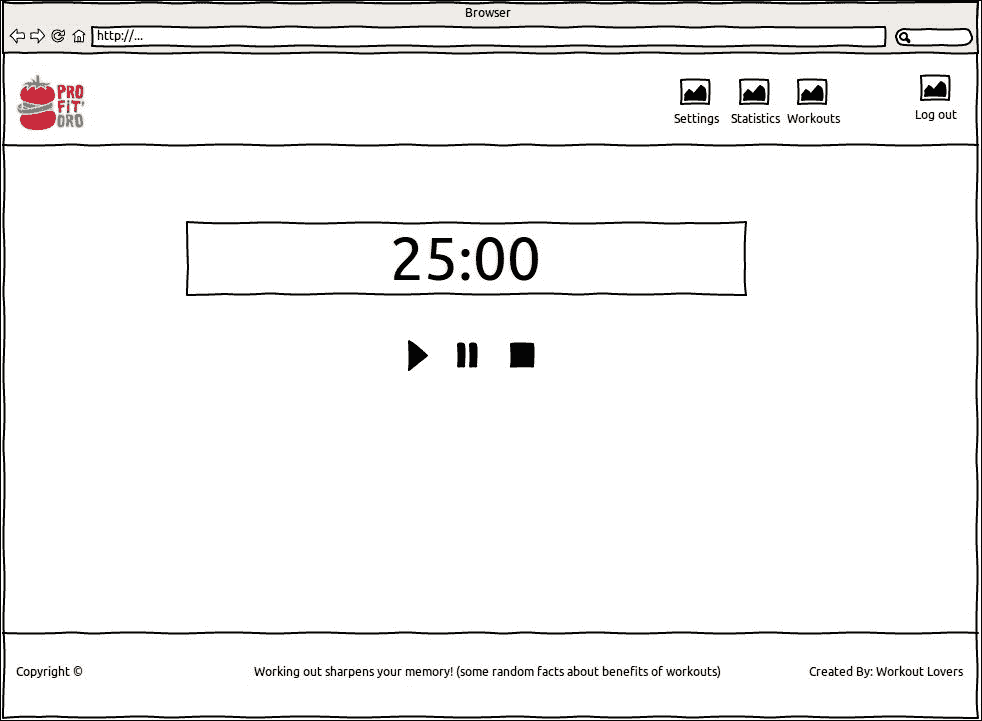 Browser
http://...
PRO
FIT'
ORO
Settings Statistics Workouts Log out
25:00
Copyright © Working out sharpens your memory! (some random facts about benefits of workouts) Created By: Workout Lovers